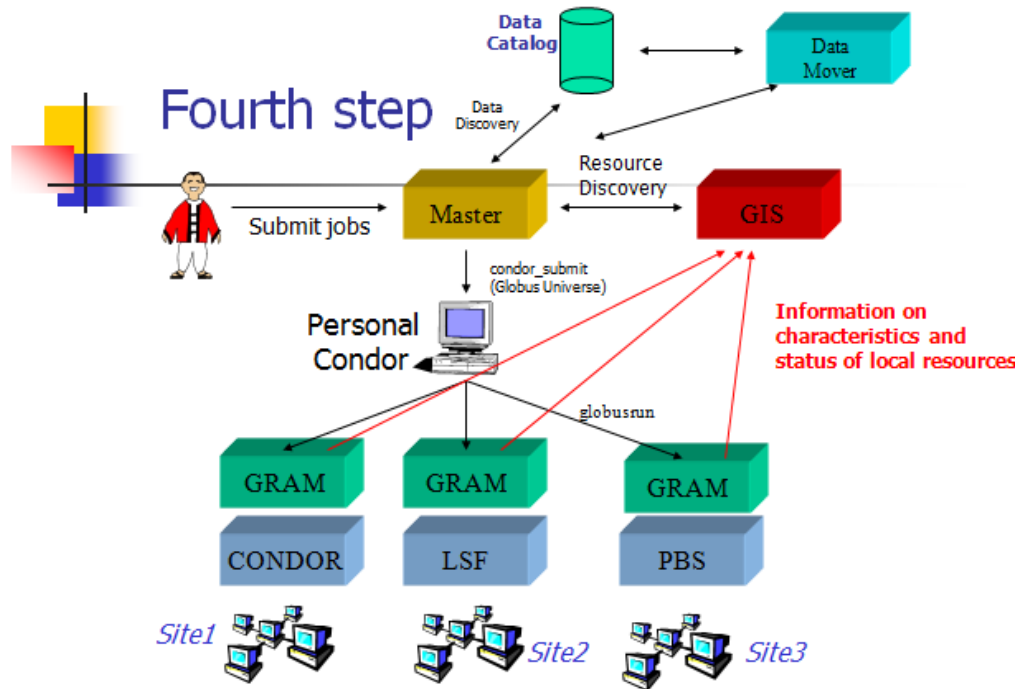 Data
Catalog
Data
Mover
Fourth step
Data
Discovery
Resource
Discovery
Submit jobs
Master
GIS
condor_submit
(Globus Universe)
Personal
Condor
Information on
characteristics and
status of local resources
globusrun
GRAM
GRAM
GRAM
CONDOR
LSF
PBS
Site1
Site2
Site3